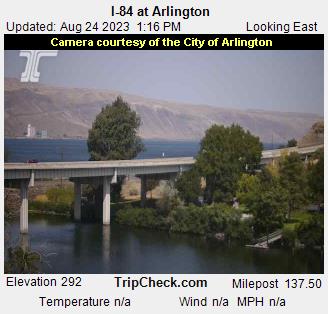 I-84 at Arlington
Updated: Aug 24 2023 1:16 PM Looking East
Camera courtesy of the City of Arlington
Elevation 292 TripCheck.com Milepost 137.50
Temperature n/a Wind n/a MPH n/a